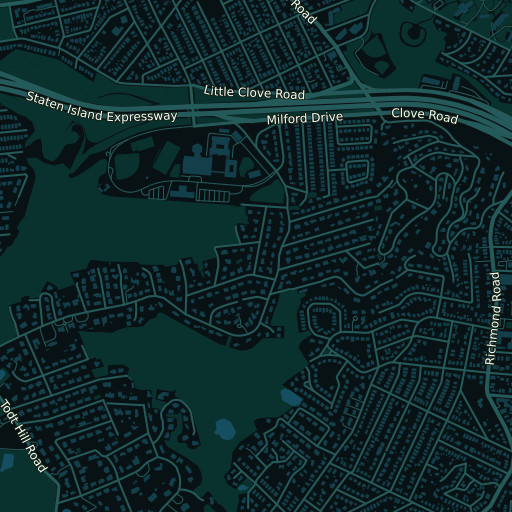 Road
Little Clove Road
Staten Island Expressway
Milford Drive
Clove Road
Richmond Road
Todt Hill Road